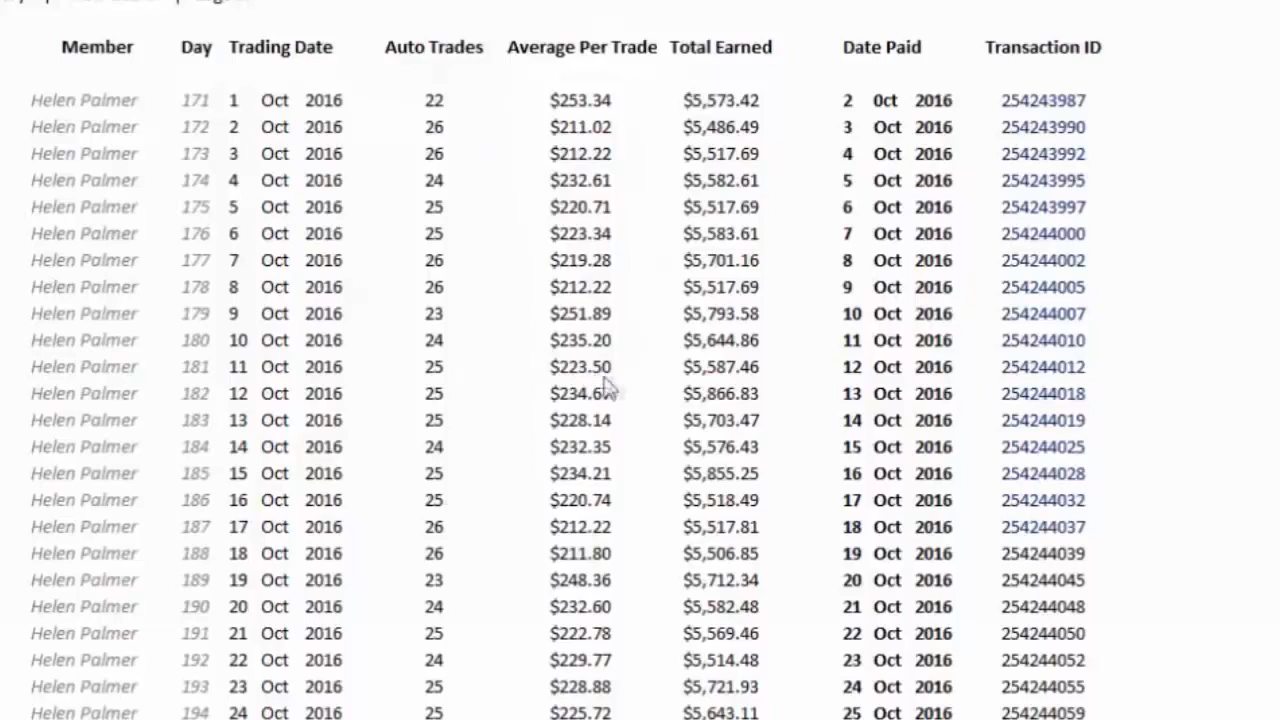 Member Day Trading Date Auto Trades Average Per Trade Total Earned Date Paid Transaction ID
Helen Palmer 171 1 Oct 2016 22 $253.34 $5,573.42 2 0ct 2016 254243987
Helen Palmer 172 2 Oct 2016 26 $211.02 $5,486.49 3 Oct 2016 254243990
Helen Palmer 173 3 Oct 2016 26 $212.22 $5,517.69 4 Oct 2016 254243992
Helen Palmer 174 4 Oct 2016 24 $232.61 $5,582.61 5 Oct 2016 254243995
Helen Palmer 175 5 Oct 2016 25 $220.71 $5,517.69 6 Oct 2016 254243997
Helen Palmer 176 6 Oct 2016 25 $223.34 $5,583.61 7 Oct 2016 254244000
Helen Palmer 177 7 Oct 2016 26 $219.28 $5,701.16 8 Oct 2016 254244002
Helen Palmer 178 8 Oct 2016 26 $212.22 $5,517.69 9 Oct 2016 254244005
Helen Palmer 179 9 Oct 2016 23 $251.89 $5,793.58 10 Oct 2016 254244007
Helen Palmer 180 10 Oct 2016 24 $235.20 $5,644.86 11 Oct 2016 254244010
Helen Palmer 181 11 Oct 2016 25 $223.50 $5,587.46 12 Oct 2016 254244012
Helen Palmer 182 12 Oct 2016 25 $5,866.83 13 Oct 2016 254244018
Helen Palmer 183 13 Oct 2016 25 $228.14 $5,703.47 14 Oct 2016 254244019
Helen Palmer 184 14 Oct 2016 24 $232.35 $5,576.43 15 Oct 2016 254244025
Helen Palmer 185 15 Oct 2016 25 $234.21 $5,855.25 16 Oct 2016 254244028
Helen Palmer 186 16 Oct 2016 25 $220.74 $5,518.49 17 Oct 2016 254244032
Helen Palmer 187 17 Oct 2016 26 $212.22 $5,517.81 18 Oct 2016 254244037
Helen Palmer 188 18 Oct 2016 26 $211.80 $5,506.85 19 Oct 2016 254244039
Helen Palmer 189 19 Oct 2016 23 $248.36 $5,712.34 20 Oct 2016 254244045
Helen Palmer 190 20 Oct 2016 24 $232.60 $5,582.48 21 Oct 2016 254244048
Helen Palmer 191 21 Oct 2016 25 $222.78 $5,569.46 22 Oct 2016 254244050
Helen Palmer 192 22 Oct 2016 24 $229.77 $5,514.48 23 Oct 2016 254244052
Helen Palmer 193 23 Oct 2016 25 $228.88 $5,721.93 24 Oct 2016 254244055
Helen Palmer 194 24 Oct 2016 25 $225.72 $5,643.11 25 Oct 2016 254244059